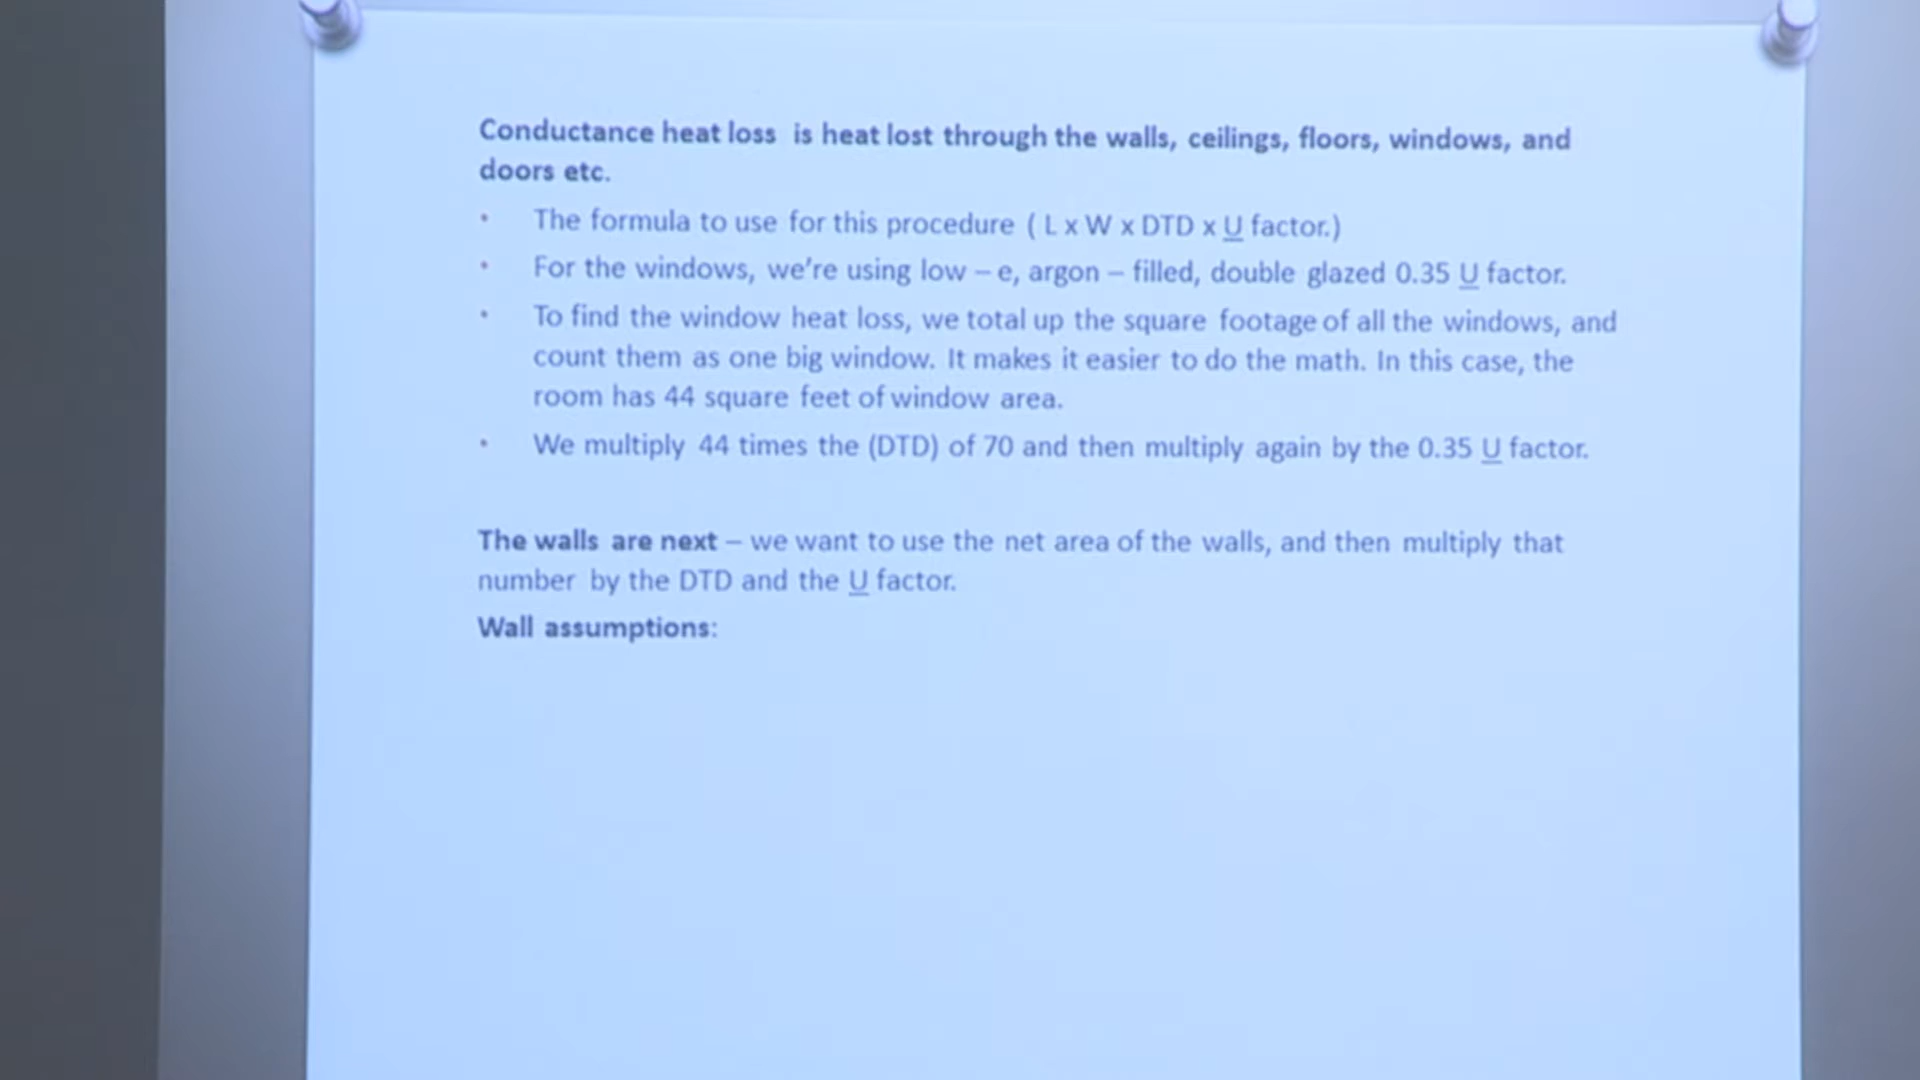 Conductance heat loss is heat lost through the walls, ceilings, floors, windows, and
doors etc.
• The formula to use for this procedure ( L x W x DTD x U factor.)
• For the windows, we're using low – e, argon – filled, double glazed 0.35 U factor.
• To find the window heat loss, we total up the square footage of all the windows, and
count them as one big window. It makes it easier to do the math. In this case, the
room has 44 square feet of window area.
• We multiply 44 times the (DTD) of 70 and then multiply again by the 0.35 U factor.
The walls are next – we want to use the net area of the walls, and then multiply that
number by the DTD and the U factor.
Wall assumptions: